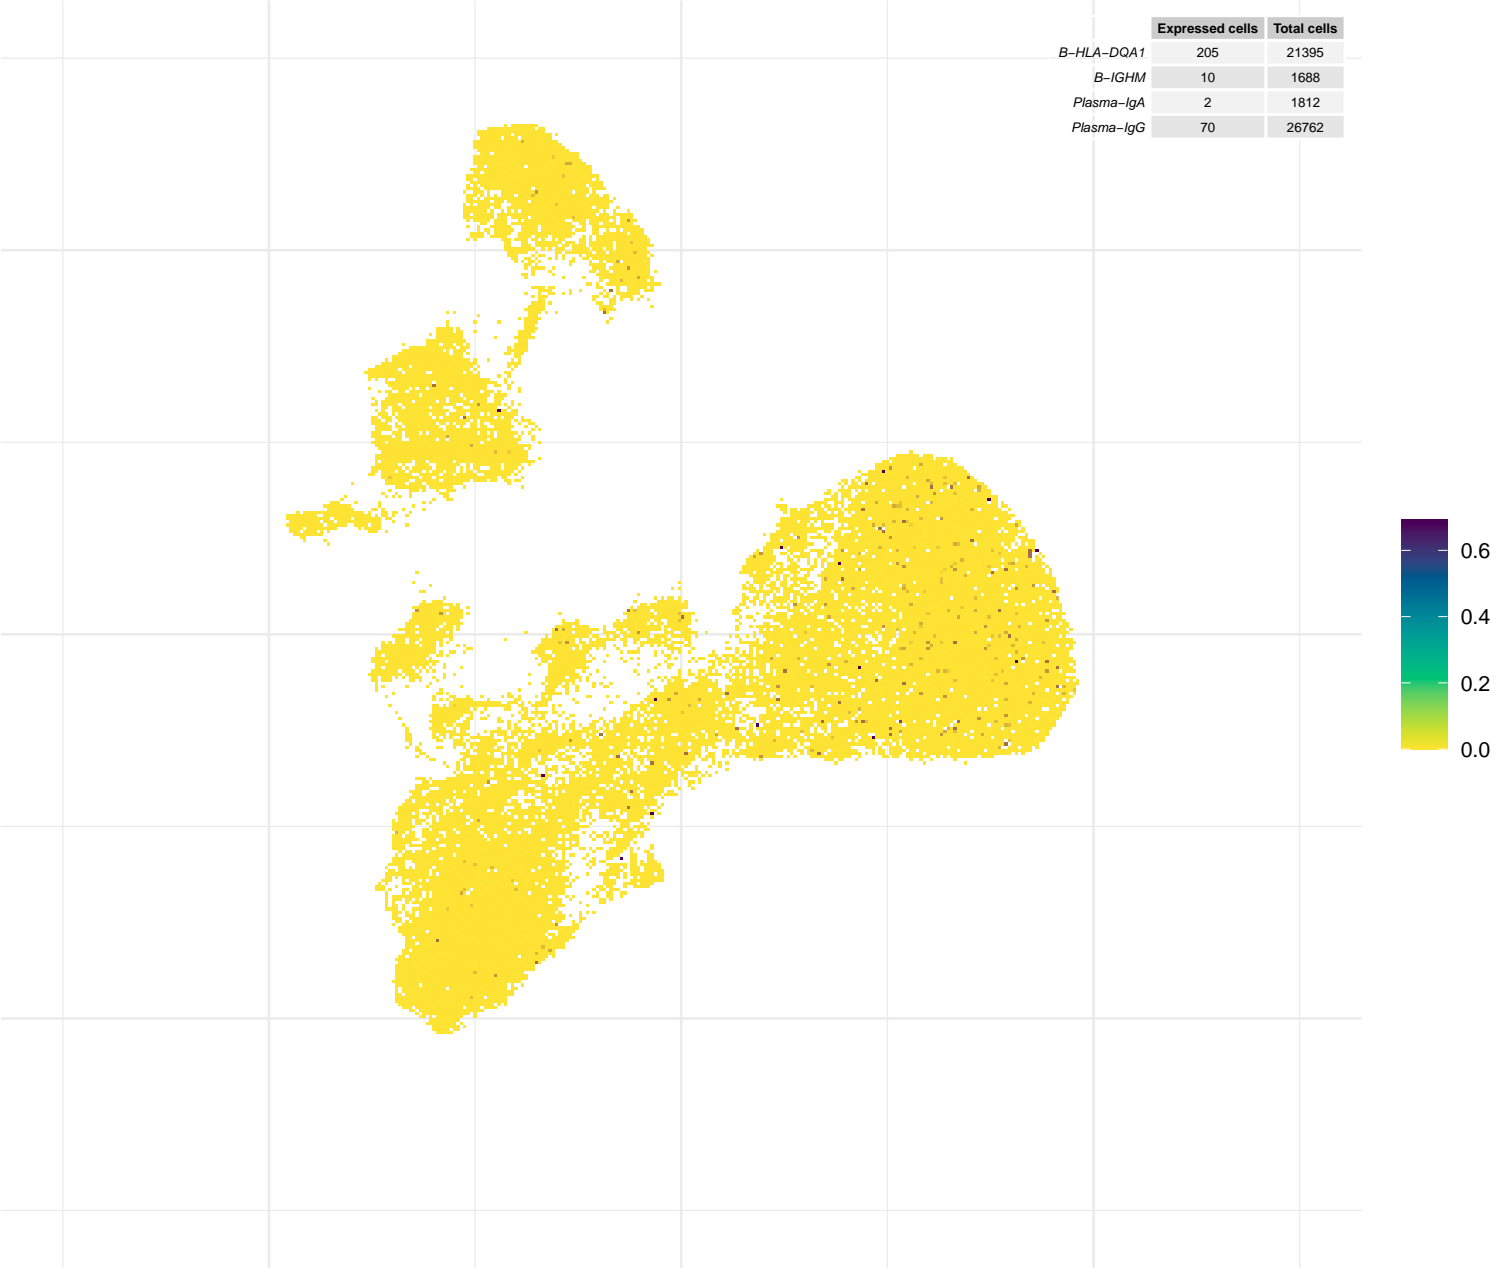 Expressed cells Total cells
B−HLA−DQA1 205 21395
B−IGHM 10 1688
Plasma−IgA 2 1812
Plasma−IgG 70 26762
0.6
0.4
0.2
0.0